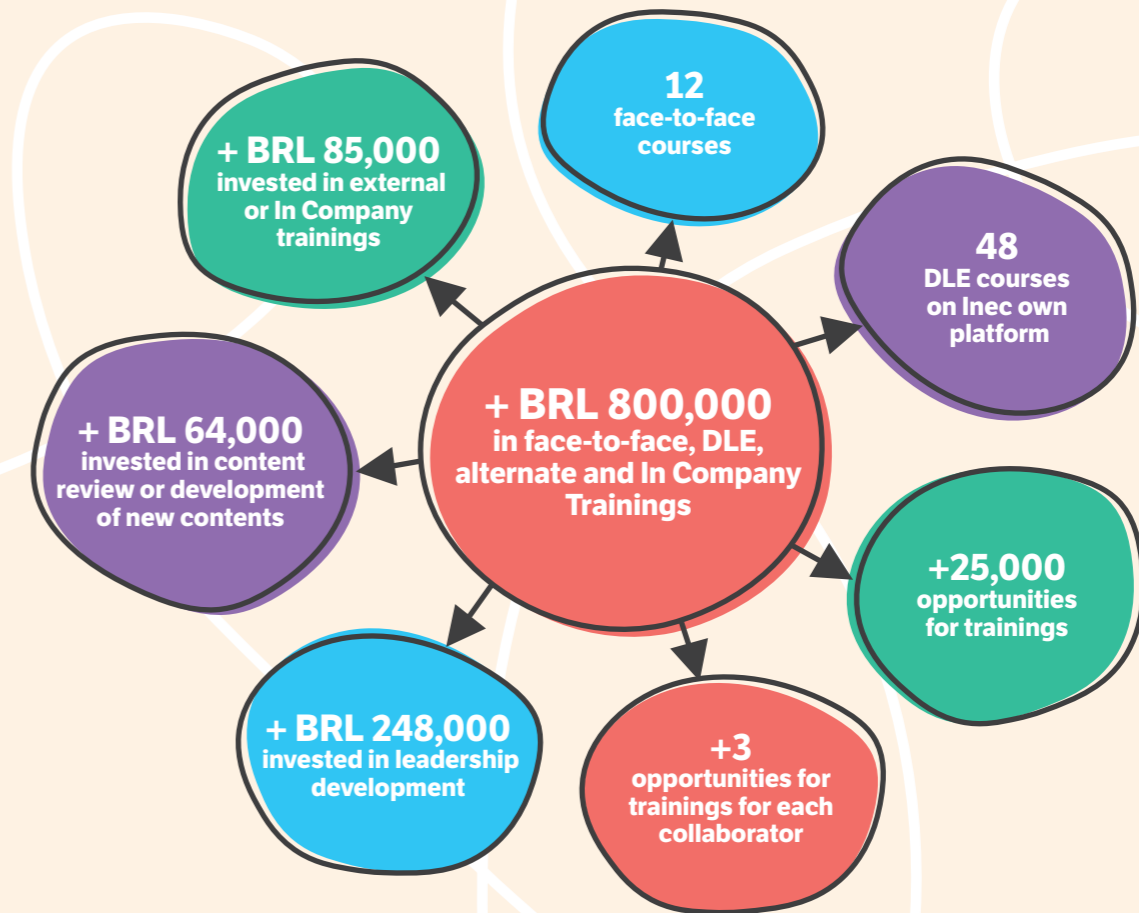 12
face-to-face
courses
+ BRL 85,000
invested in external
or In Company
trainings
48
DLE courses
on Inec own
platform
+ BRL 800,000
in face-to-face, DLE,
alternate and In Company
Trainings
+ BRL 64,000
invested in content
review or development
of new contents
+25,000
opportunities
for trainings
+ BRL 248,000
invested in leadership
development
+3
opportunities for
trainings for each
collaborator